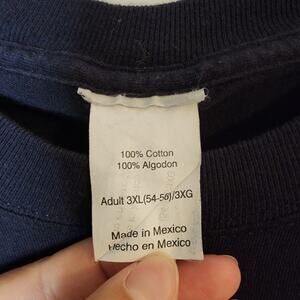 100% Cotton
100% Algodon
Adult 3XL(54-56)/3XG
Made in Mexico
Hecho en Mexico